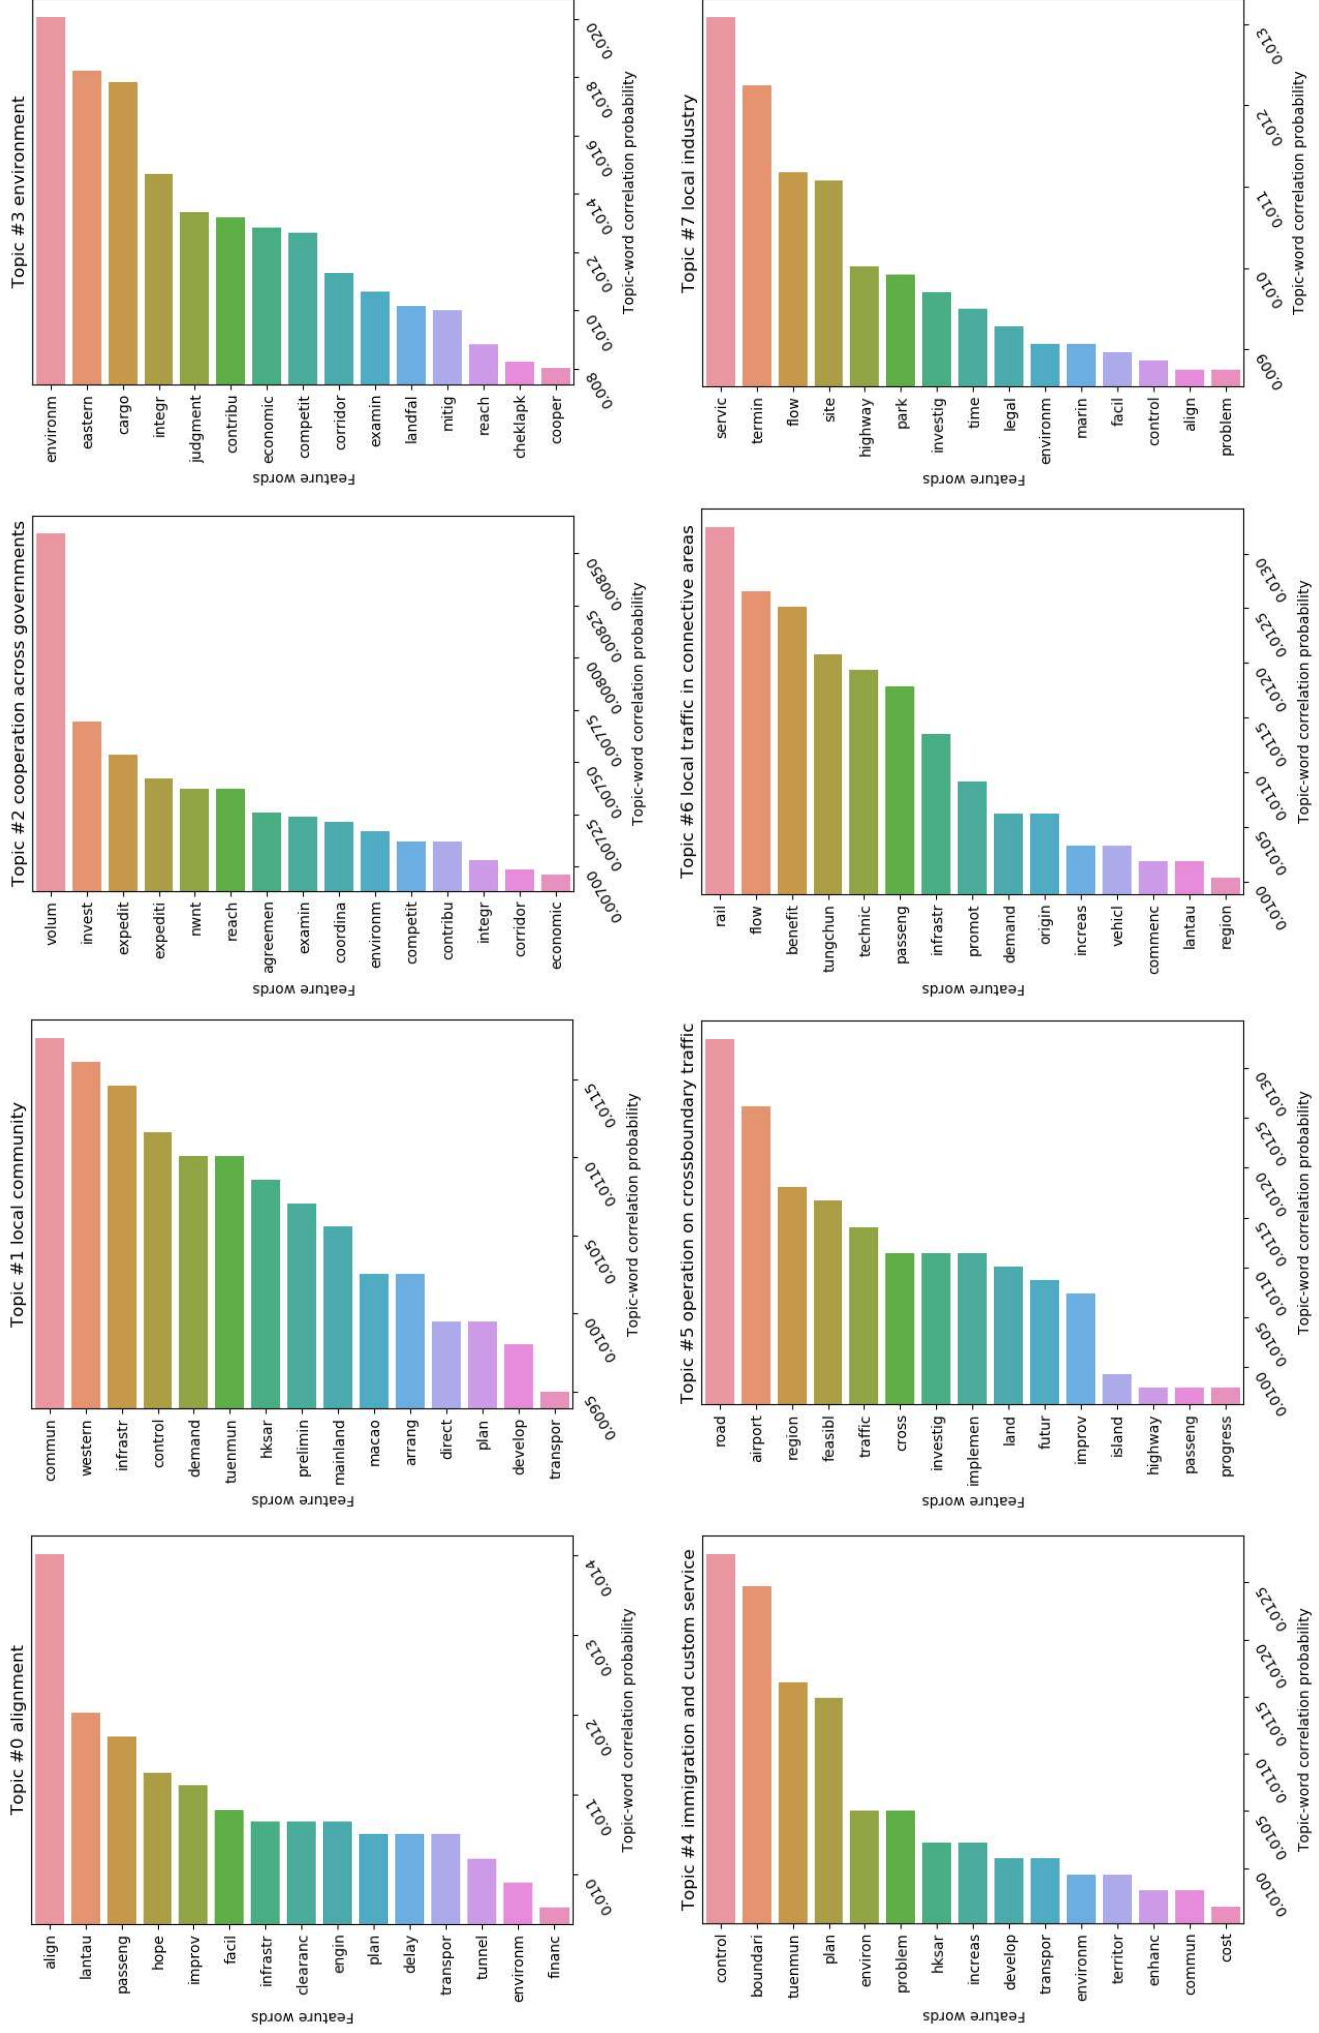 Topic #0 alignment
align
lantau
passeng
hope
improv
facil
infrastr
clearanc
engin
plan
delay
transpor
tunnel
environm
financ
Feature words
0.010
0.011
0.012
0.013
0.014
Topic-word correlation probability
Topic #1 local community
commun
western
infrastr
control
demand
tuenmun
hksar
prelimin
mainland
macao
arrang
direct
plan
develop
transpor
Feature words
0.0095
0.0100
0.0105
0.0110
0.0115
Topic-word correlation probability
Topic #2 cooperation across governments
volum
invest
expedit
expediti
nwnt
reach
agreemen
examin
coordina
environm
competit
contribu
integr
corridor
economic
Feature words
0.00700
0.00725
0.00750
0.00775
0.00800
0.00825
0.00850
Topic-word correlation probability
Topic #3 environment
environm
eastern
cargo
integr
judgment
contribu
economic
competit
corridor
examin
landfal
mitig
reach
cheklapk
cooper
Feature words
0.008
0.010
0.012
0.014
0.016
0.018
0.020
Topic-word correlation probability
Topic #4 immigration and custom service
control
boundari
tuenmun
plan
environ
problem
hksar
increas
develop
transpor
environm
territor
enhanc
commun
cost
Feature words
0.0100
0.0105
0.0110
0.0115
0.0120
0.0125
Topic-word correlation probability
Topic #5 operation on crossboundary traffic
road
airport
region
feasibl
traffic
cross
investig
implemen
land
futur
improv
island
highway
passeng
progress
Feature words
0.0100
0.0105
0.0110
0.0115
0.0120
0.0125
0.0130
Topic-word correlation probability
Topic #6 local traffic in connective areas
rail
flow
benefit
tungchun
technic
passeng
infrastr
promot
demand
origin
increas
vehicl
commenc
lantau
region
Feature words
0.0100
0.0105
0.0110
0.0115
0.0120
0.0125
0.0130
Topic-word correlation probability
Topic #7 local industry
servic
termin
flow
site
highway
park
investig
time
legal
environm
marin
facil
control
align
problem
Feature words
0.009
0.010
0.011
0.012
0.013
Topic-word correlation probability